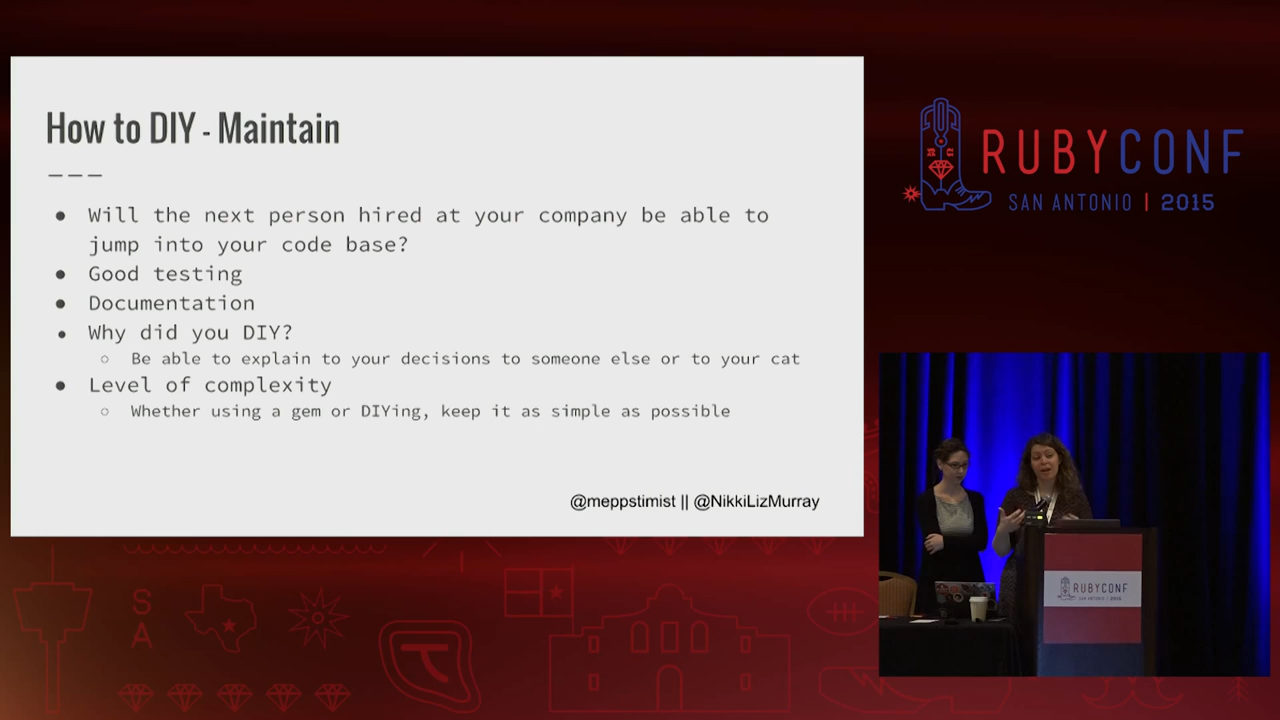 How to DIY - Maintain
● Will the next person hired at your company be able to
jump into your code base?
● Good testing
● Documentation
● Why did you DIY?
○ Be able to explain to your decisions to someone else or to your cat
● Level of complexity
○ Whether using a gem or DIYing, keep it as simple as possible
@meppstimist || @NikkiLizMurray
RUBYCONF
SAN ANTONIO | 2015
RUBYCONF
SAN ANTONIO | 2015
S
A